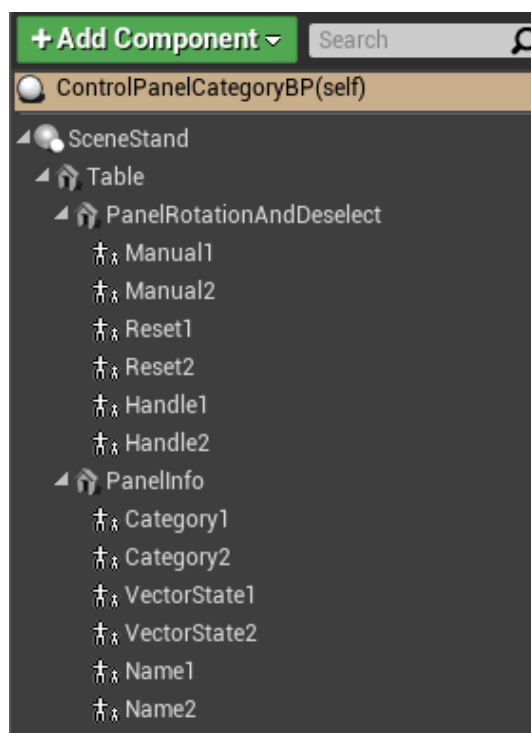 + Add Component
Search
ControlPanelCategoryBP(self)
SceneStand
Table
PanelRotationAndDeselect
Manual1
Manual2
Reset1
Reset2
Handle1
Handle2
PanelInfo
Category1
Category2
VectorState1
VectorState2
Name1
Name2